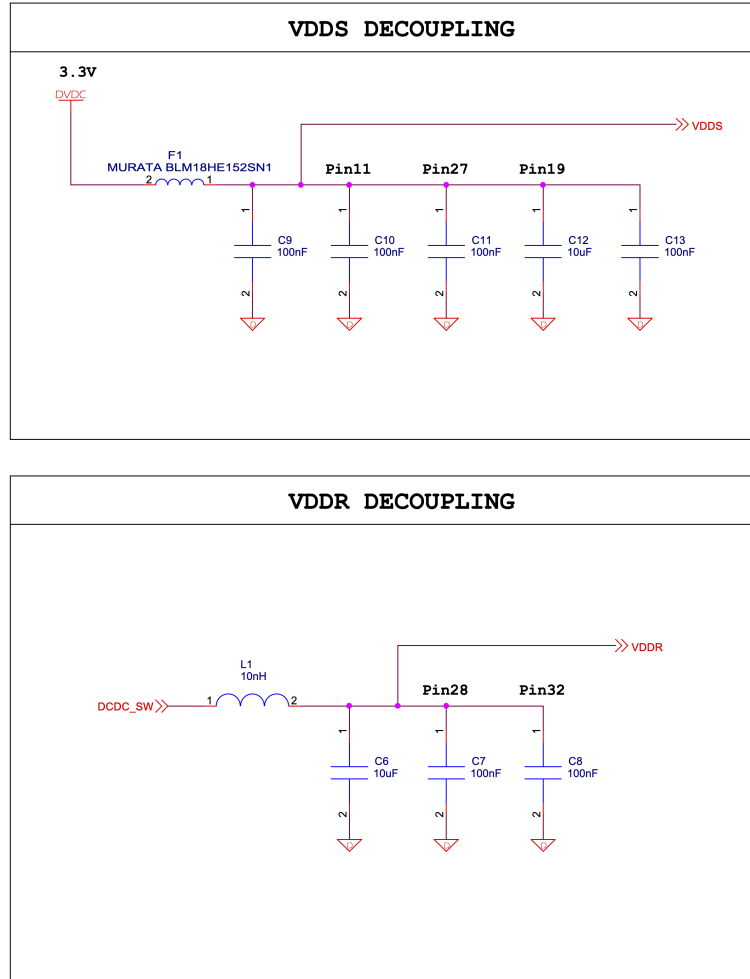 VDDS DECOUPLING
3.3V
DVDC
VDDS
F1
MURATA BLM18HE152SN1
2
1
Pin11
Pin27
Pin19
1
1
1
1
1
C9
100nF
C10
100nF
C11
100nF
C12
10uF
C13
100nF
2
2
2
2
2
D
D
D
D
D
VDDR DECOUPLING
VDDR
L1
10nH
Pin28
Pin32
DCDC_SW
1
2
1
1
1
C6
10uF
C7
100nF
C8
100nF
2
2
2
D
D
D